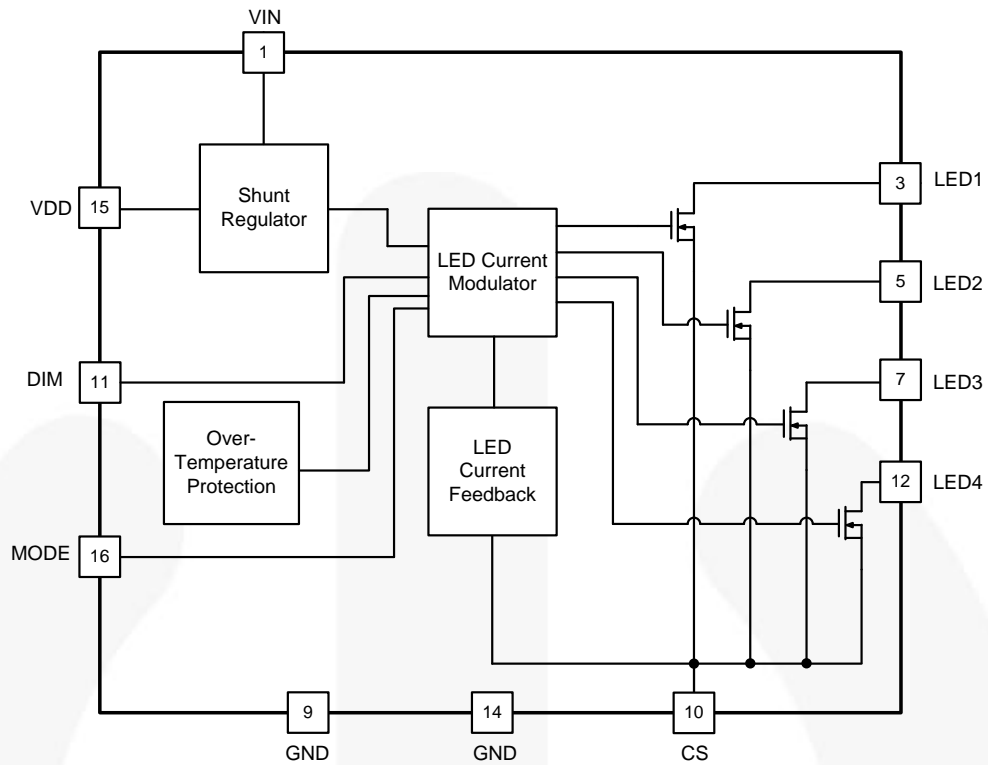 VIN
1
Shunt
Regulator
VDD
15
3
LED1
LED Current
Modulator
5
LED2
DIM
11
7
LED3
Over-
Temperature
Protection
LED
Current
Feedback
12
LED4
MODE
16
9
GND
14
GND
10
CS